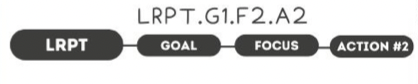 LRPT.G1.F2.A2
LRPT GOAL FOCUS ACTION #2